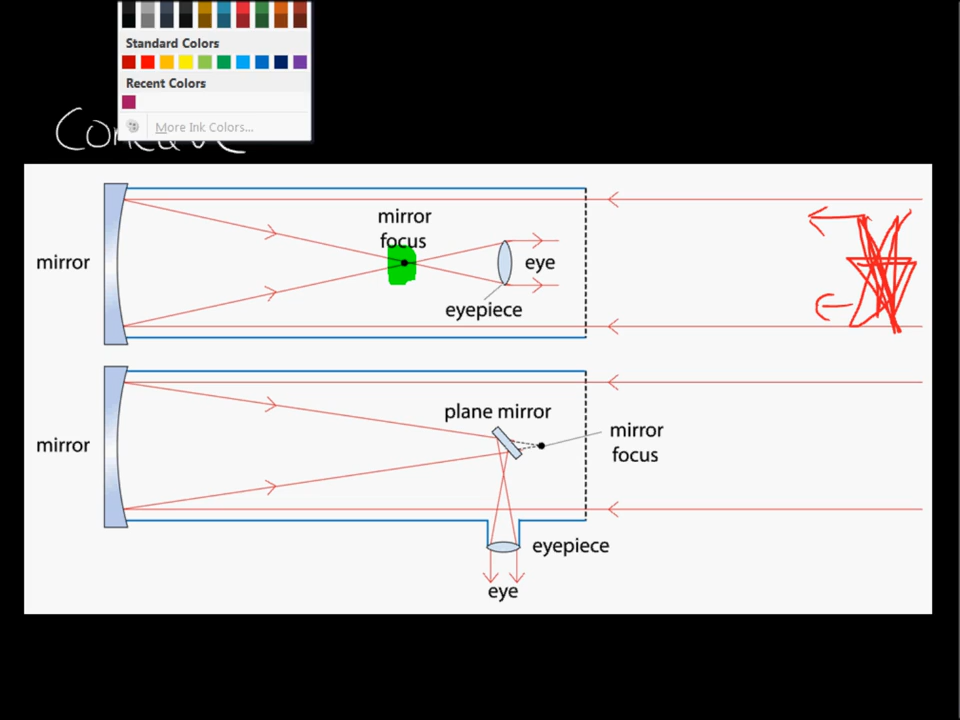 Standard Colors
Recent Colors
More Ink Colors...
mirror
focus
mirror
eye
eyepiece
plane mirror
mirror
mirror
focus
eyepiece
eye